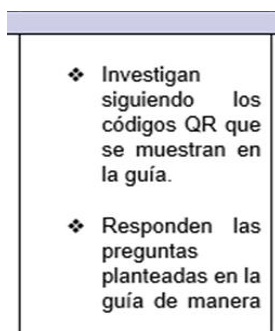 ❖ Investigan
siguiendo los
códigos QR que
se muestran en
la guía.
❖ Responden las
preguntas
planteadas en la
guía de manera